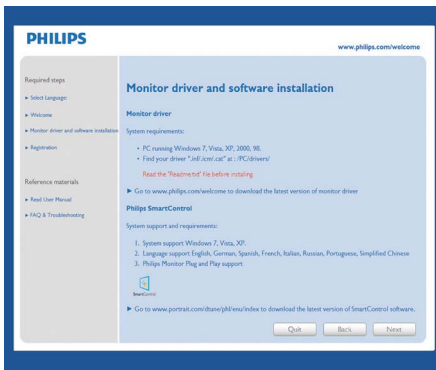 PHILIPS
www.philips.com/welcome
Required steps
Select Language:
Welcome
Monitor driver and software installation
Registration
Reference materials
Read User Manual
FAQ & Troubleshooting
Monitor driver and software installation
Monitor driver
System requirements:
• PC running Windows 7, Vista, XP, 2000, 98.
• Find your driver ".inf/.icm/.cat" at : /PC/drivers/
Read the "Readme.txt" file before installing.
Go to www.philips.com/welcome to download the latest version of monitor driver
Philips SmartControl
System support and requirements:
1. System support Windows 7, Vista, XP.
2. Language support English, German, Spanish, French, Italian, Russian, Portuguese, Simplified Chinese
3. Philips Monitor Plug and Play support
SmartControl
Go to www.portrait.com/dtune/phl/enu/index to download the latest version of SmartControl software.
Quit Back Next